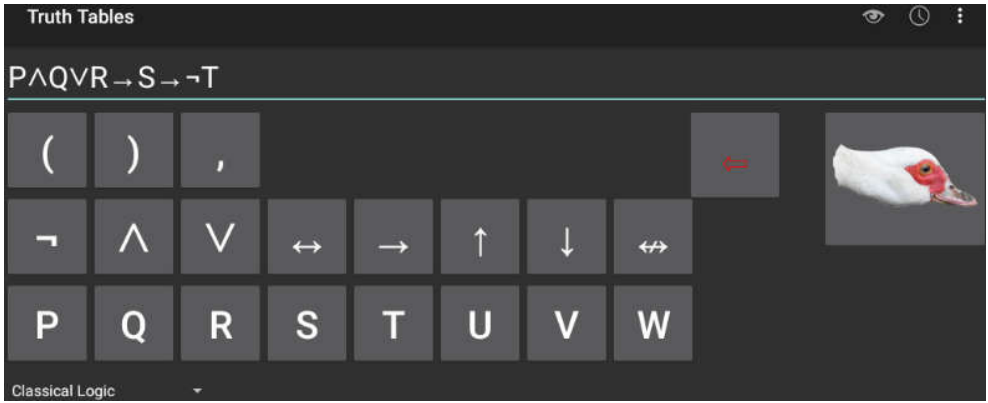 Truth Tables
P∧Q∨R→S→¬T
( ) , ⇦
¬ ∧ ∨ ↔ → ↑ ↓ ↮
P Q R S T U V W
Classical Logic